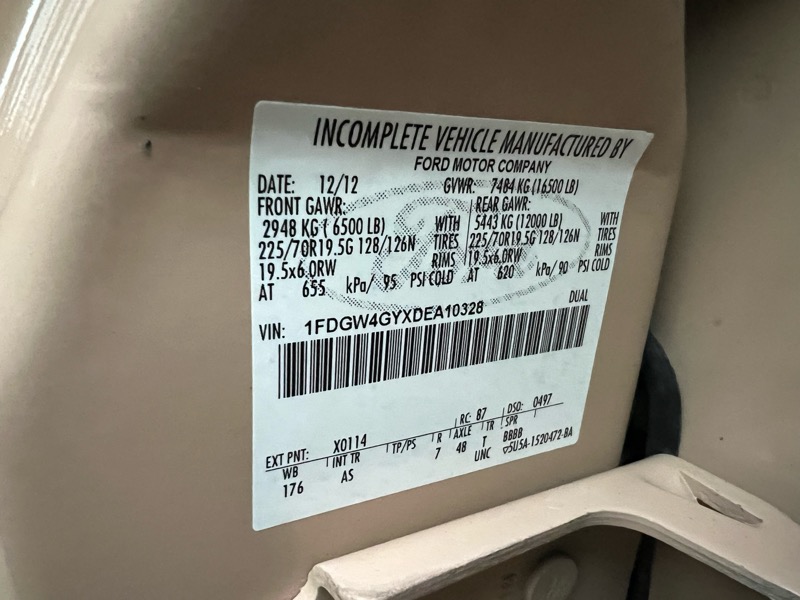 INCOMPLETE VEHICLE MANUFACTURED BY
FORD MOTOR COMPANY
DATE: 12/12 GVWR: 7484 KG (16500 LB)
FRONT GAWR: REAR GAWR:
2948 KG ( 6500 LB) WITH 5443 KG (12000 LB) WITH
225/70R19.5G 128/126N TIRES 225/70R19.5G 128/126N TIRES
19.5x6.0RW RIMS 19.5x6.0RW RIMS
AT 655 kPa/ 95 PSI COLD AT 620 kPa/ 90 PSI COLD
VIN: 1FDGW4GYXDEA10328 DUAL
EXT PNT: X0114 RC: 87 DSO: 0497
WB INT TR TP/PS R AXLE TR SPR
176 AS 7 48 T BBBB
UNC 5U5A-1520472-BA